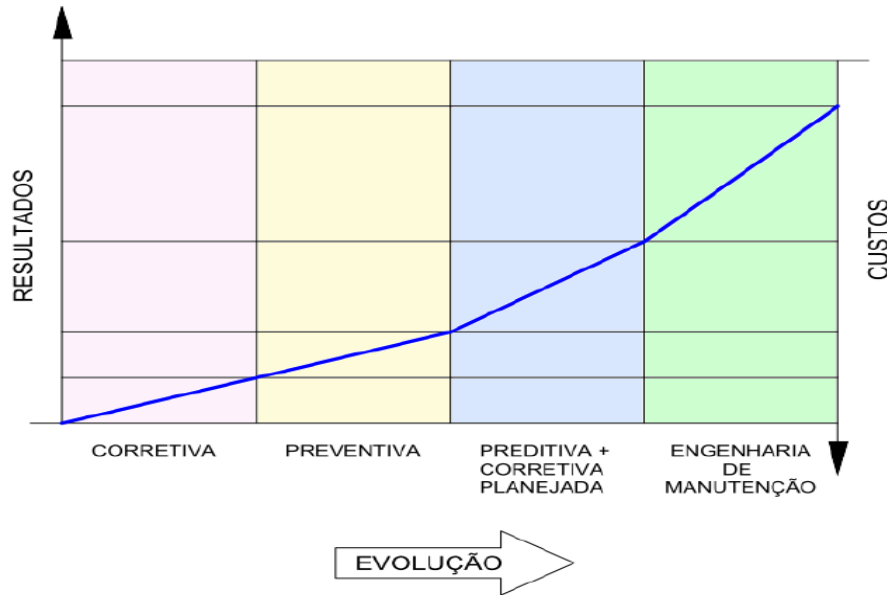 RESULTADOS
CUSTOS
CORRETIVA
PREVENTIVA
PREDITIVA +
CORRETIVA
PLANEJADA
ENGENHARIA
DE
MANUTENÇÃO
EVOLUÇÃO